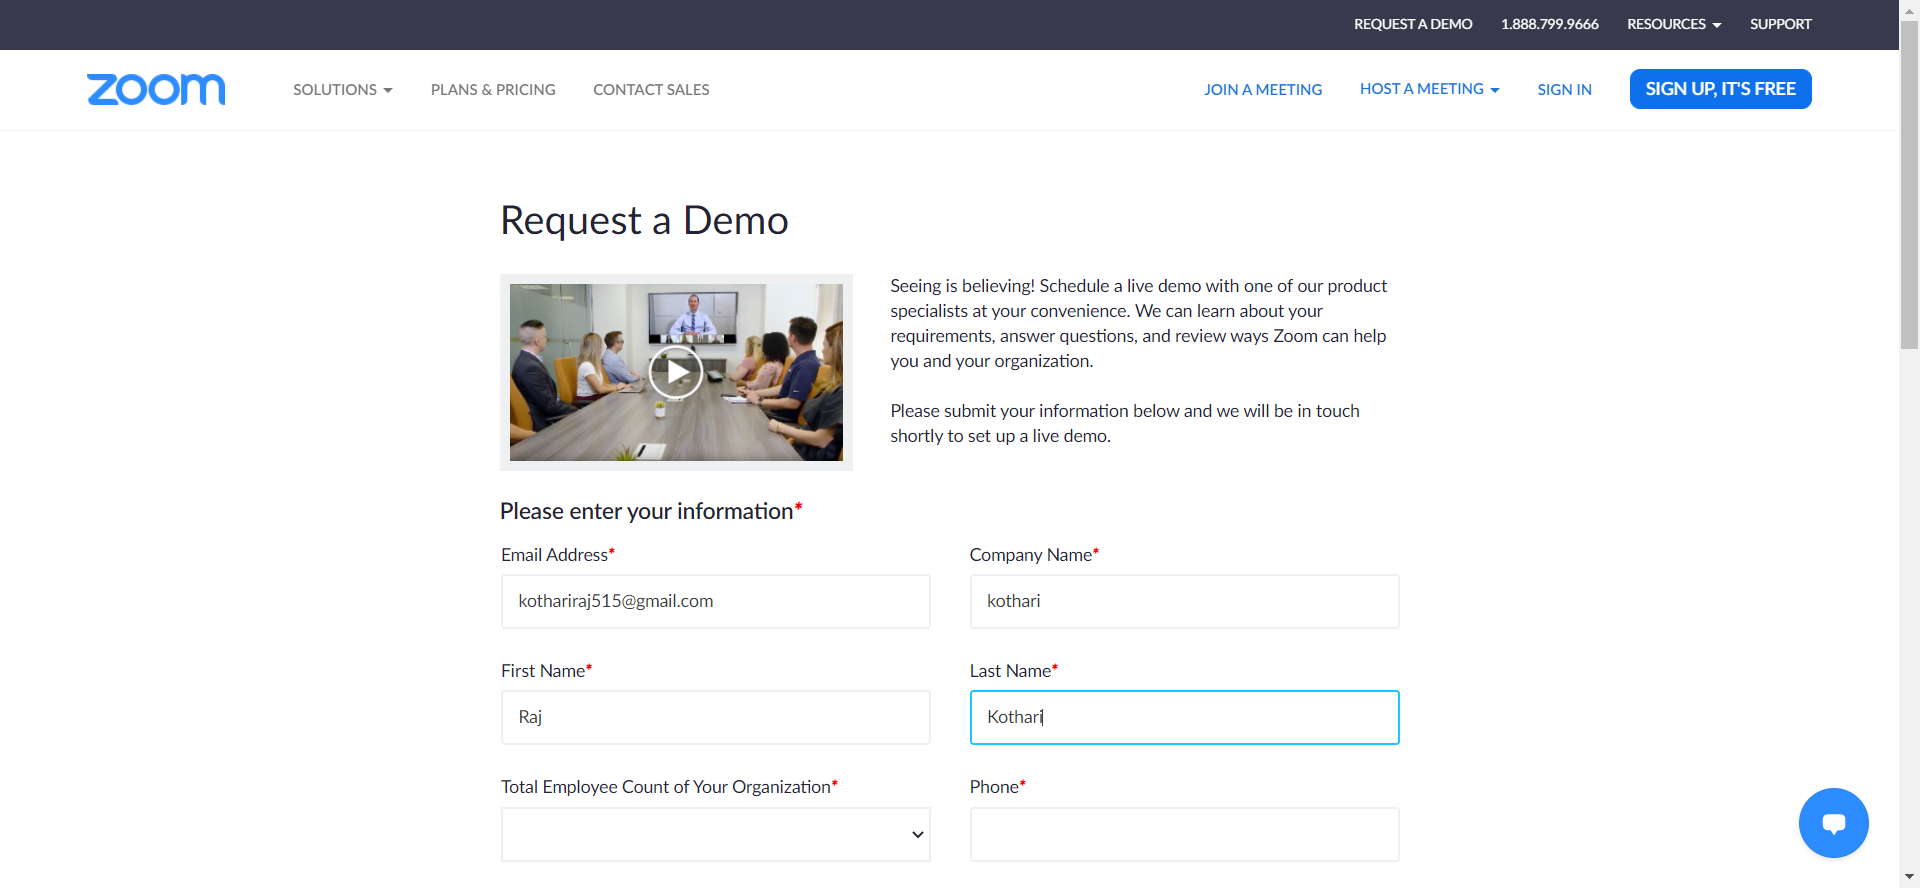 REQUEST A DEMO 1.888.799.9666 RESOURCES SUPPORT
zoom SOLUTIONS PLANS & PRICING CONTACT SALES JOIN A MEETING HOST A MEETING SIGN IN SIGN UP, IT'S FREE
Request a Demo
Seeing is believing! Schedule a live demo with one of our product
specialists at your convenience. We can learn about your
requirements, answer questions, and review ways Zoom can help
you and your organization.
Please submit your information below and we will be in touch
shortly to set up a live demo.
Please enter your information*
Email Address* Company Name*
kothariraj515@gmail.com kothari
First Name* Last Name*
Raj Kothari
Total Employee Count of Your Organization* Phone*